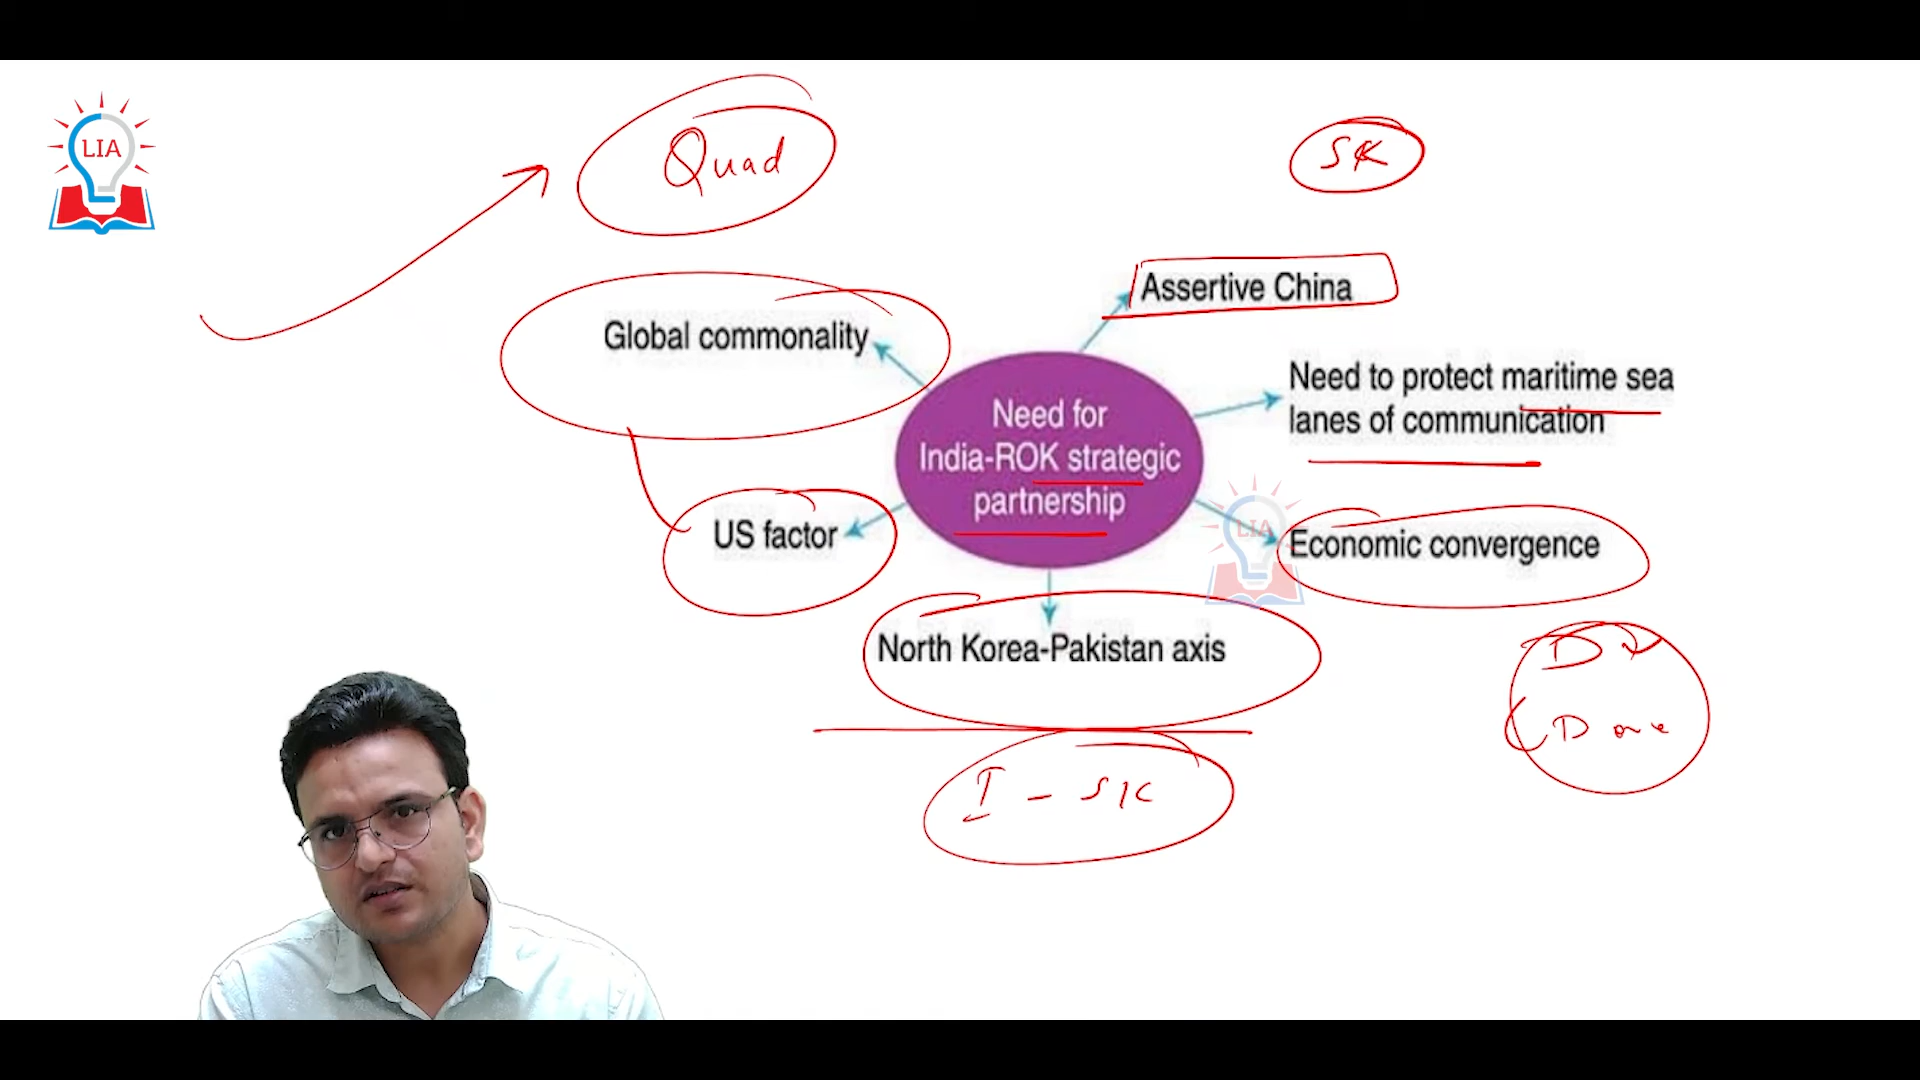 LIA
Quad
SK
Assertive China
Global commonality
Need to protect maritime sea
lanes of communication
Need for
India-ROK strategic
partnership
US factor
LIA
Economic convergence
North Korea-Pakistan axis
I - SK